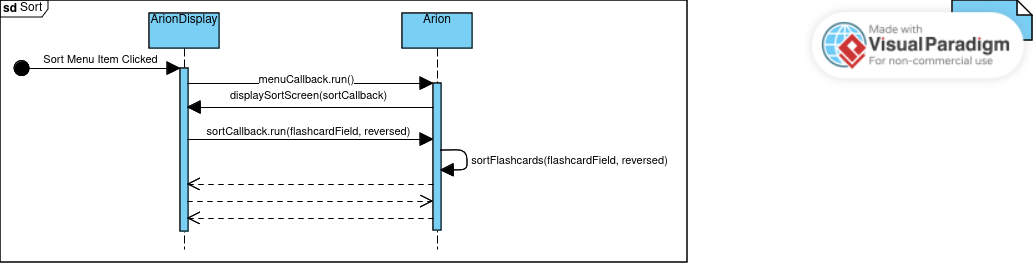 sd Sort
ArionDisplay
Arion
Made with
Visual Paradigm
For non-commercial use
Sort Menu Item Clicked
menuCallback.run()
displaySortScreen(sortCallback)
sortCallback.run(flashcardField, reversed)
sortFlashcards(flashcardField, reversed)